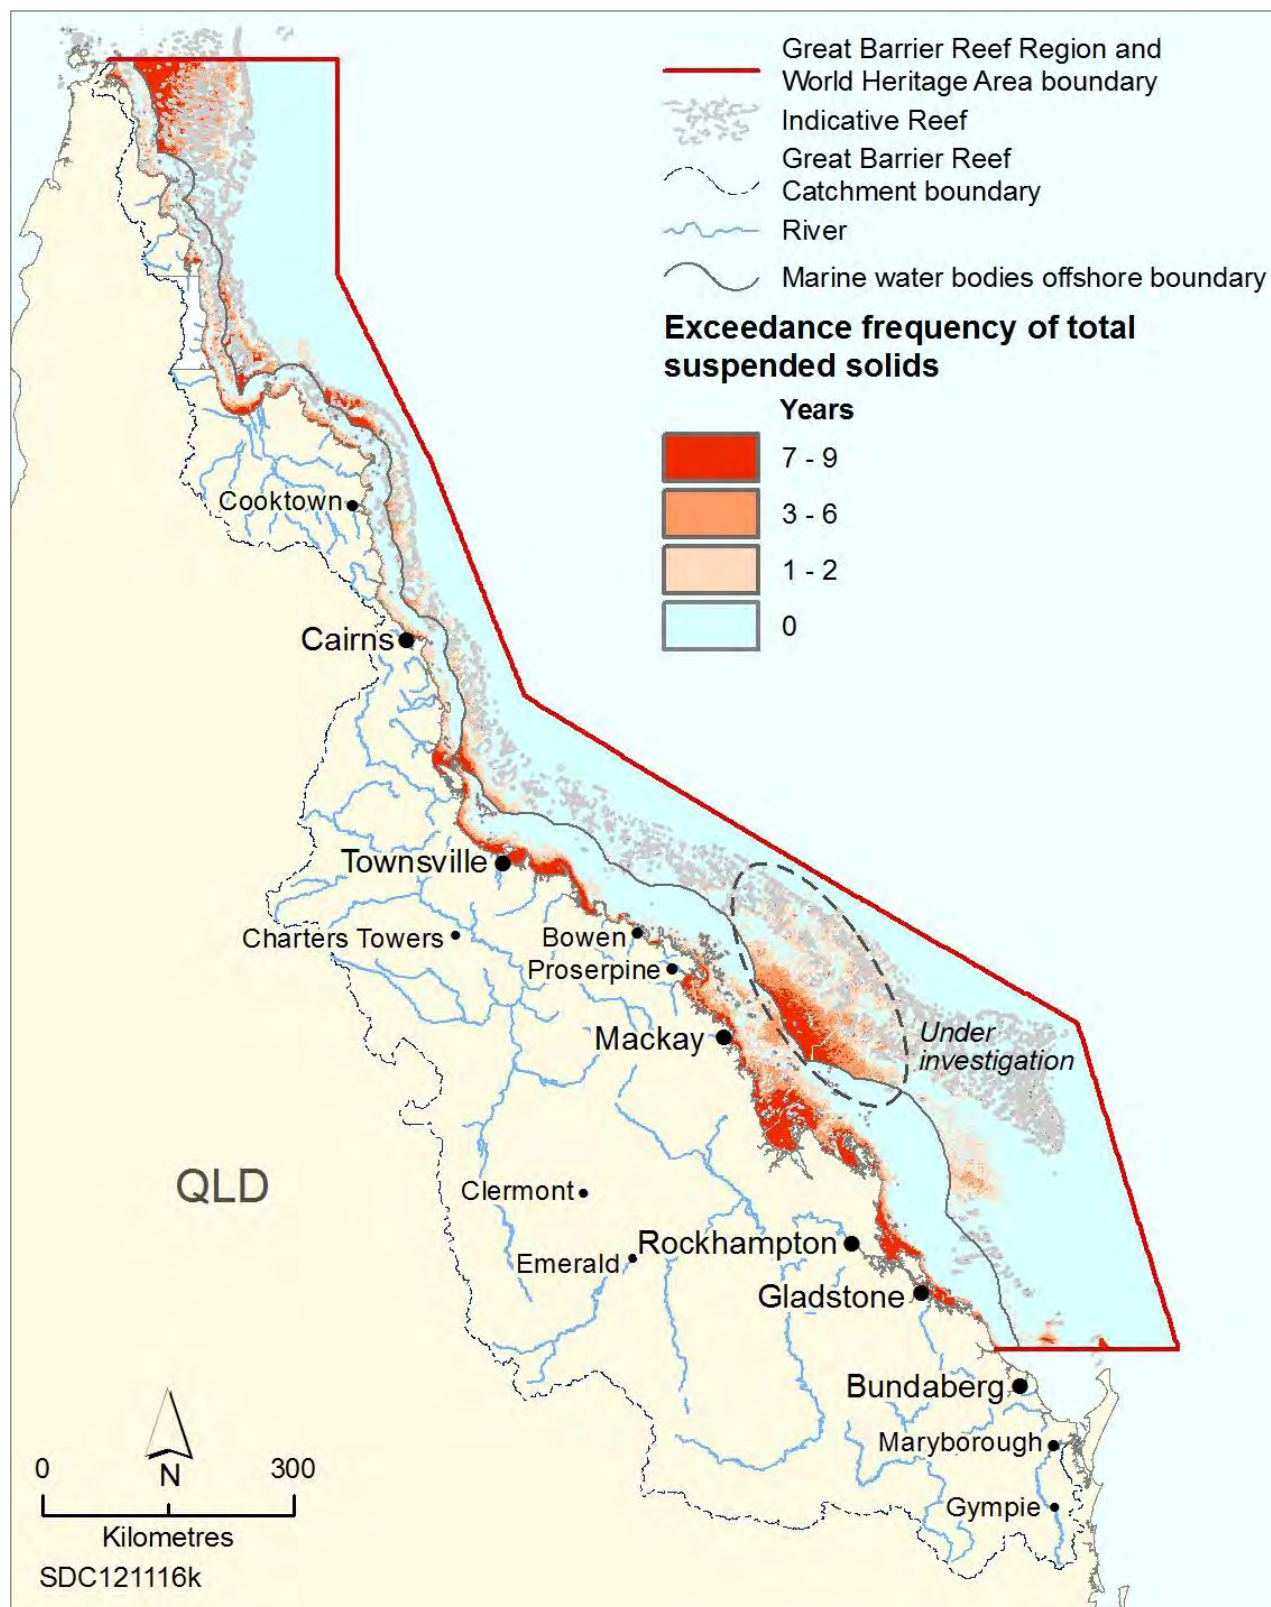 Great Barrier Reef Region and
World Heritage Area boundary
Indicative Reef
Great Barrier Reef
Catchment boundary
River
Marine water bodies offshore boundary
Exceedance frequency of total
suspended solids
Years
7 - 9
3 - 6
1 - 2
0
Cooktown
Cairns
Townsville
Charters Towers
Bowen
Proserpine
Mackay
Under
investigation
QLD
Clermont
Emerald
Rockhampton
Gladstone
Bundaberg
Maryborough
Gympie
0
300
N
Kilometres
SDC121116k